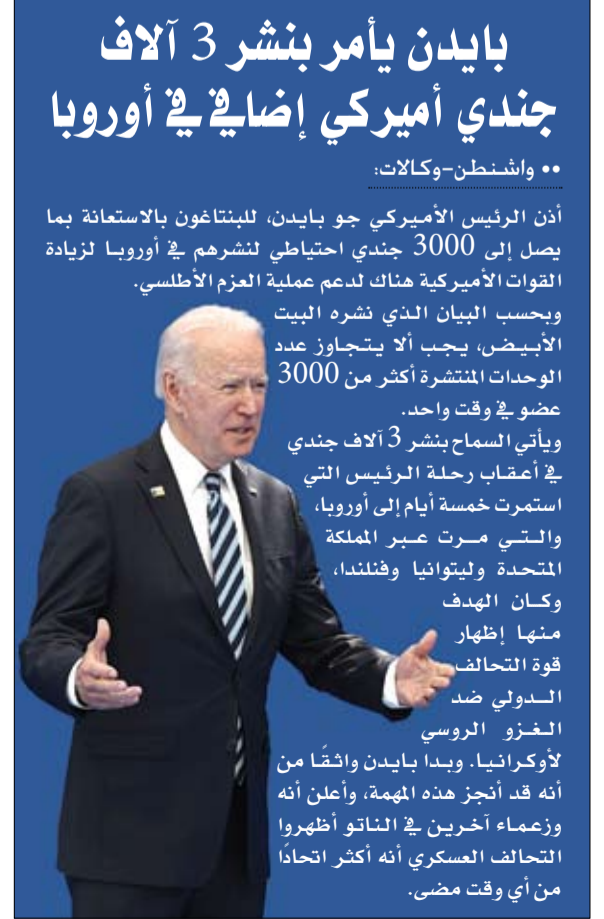 بايدن يأمر بنشر 3 آلاف
جندي أميركي إضافي في أوروبا
•• واشنطن-وكالات:
أذن الرئيس الأميركي جو بايدن، للبنتاغون بالاستعانة بما
يصل إلى 3000 جندي احتياطي لنشرهم في أوروبا لزيادة
القوات الأميركية هناك لدعم عملية العزم الأطلسي.
وبحسب البيان الذي نشره البيت
الأبيض، يجب ألا يتجاوز عدد
الوحدات المنتشرة أكثر من 3000
عضو في وقت واحد.
ويأتي السماح بنشر 3 آلاف جندي
في أعقاب رحلة الرئيس التي
استمرت خمسة أيام إلى أوروبا،
والتي مرت عبر المملكة
المتحدة وليتوانيا وفنلندا،
وكان الهدف
منها إظهار
قوة التحالف
الدولي ضد
الغزو الروسي
لأوكرانيا. وبدا بايدن واثقًا من
أنه قد أنجز هذه المهمة، وأعلن أنه
وزعماء آخرين في الناتو أظهروا
التحالف العسكري أنه أكثر اتحادًا
من أي وقت مضى.